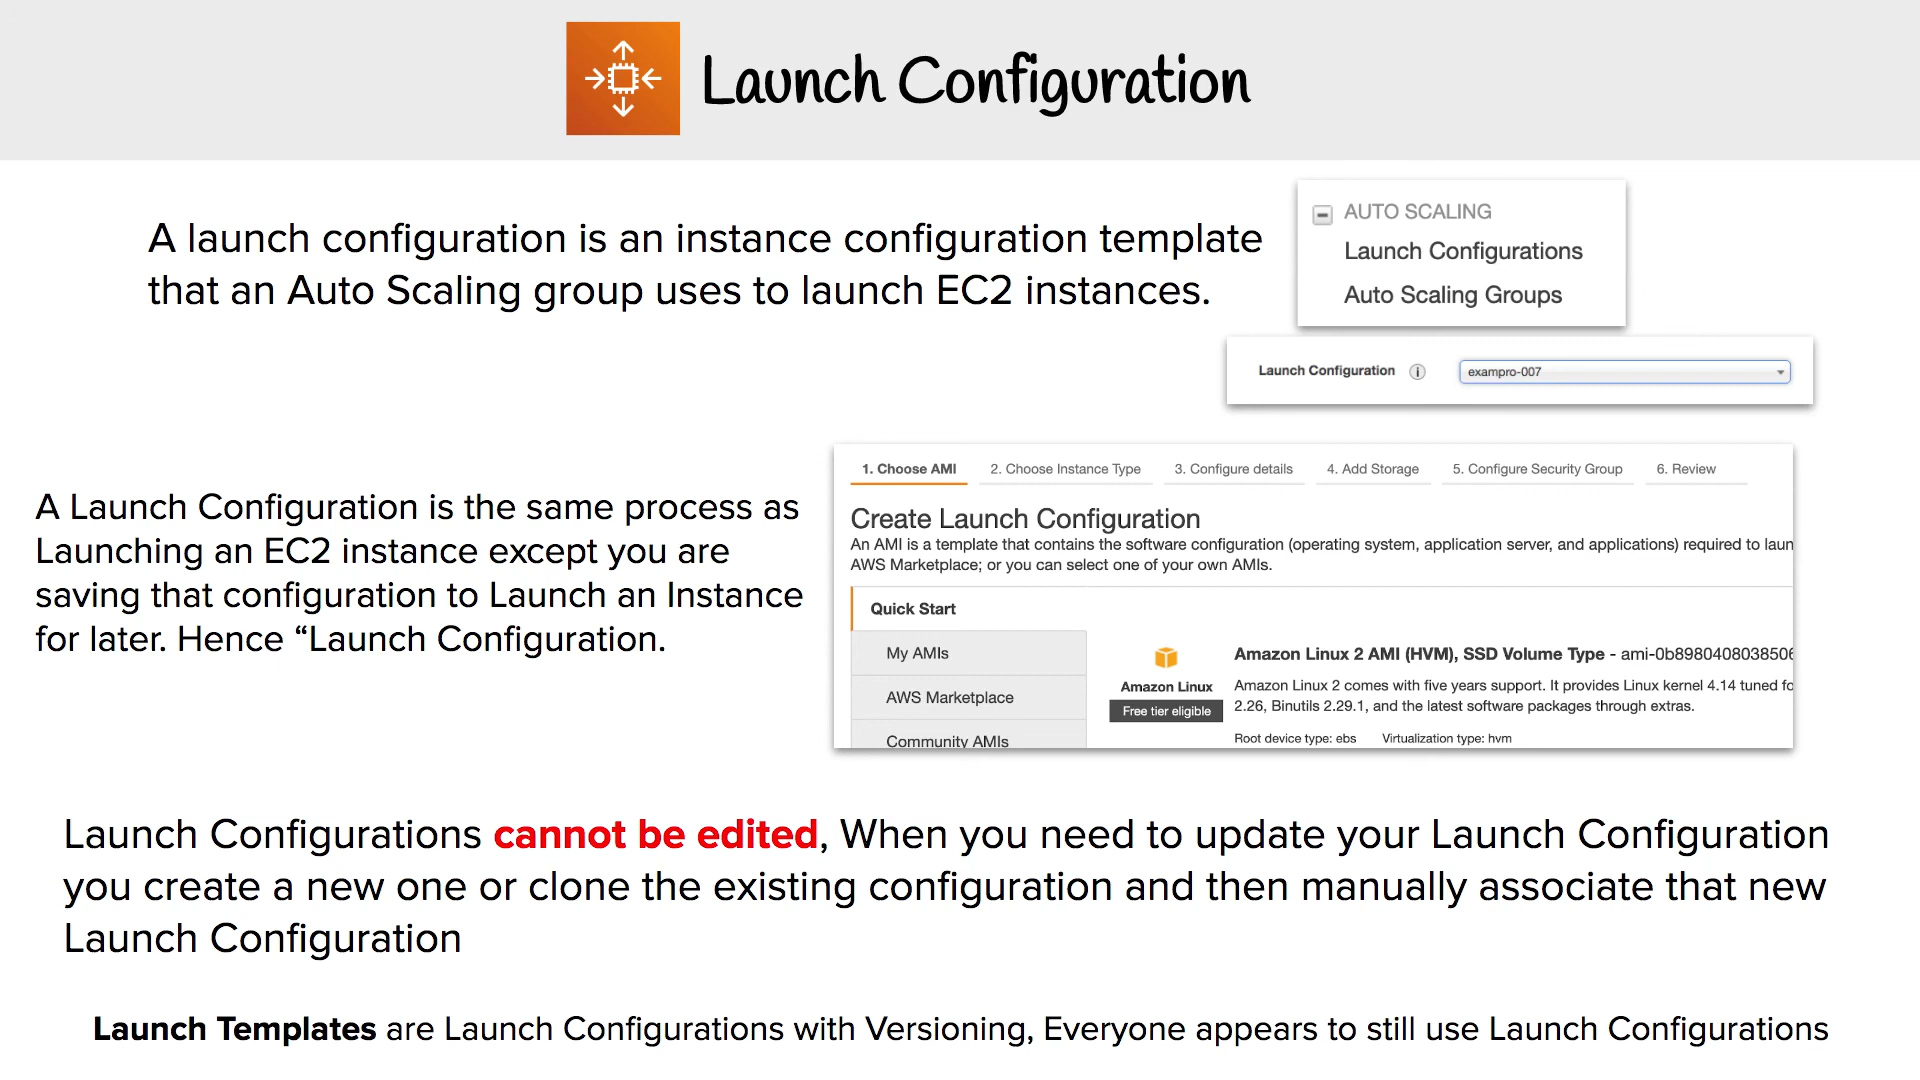 Launch Configuration
A launch configuration is an instance configuration template
that an Auto Scaling group uses to launch EC2 instances.
AUTO SCALING
Launch Configurations
Auto Scaling Groups
Launch Configuration i exampro-007
A Launch Configuration is the same process as
Launching an EC2 instance except you are
saving that configuration to Launch an Instance
for later. Hence “Launch Configuration.
1. Choose AMI 2. Choose Instance Type 3. Configure details 4. Add Storage 5. Configure Security Group 6. Review
Create Launch Configuration
An AMI is a template that contains the software configuration (operating system, application server, and applications) required to laun
AWS Marketplace; or you can select one of your own AMIs.
Quick Start
My AMIs
AWS Marketplace
Community AMIs
Amazon Linux
Free tier eligible
Amazon Linux 2 AMI (HVM), SSD Volume Type - ami-0b8980408038506
Amazon Linux 2 comes with five years support. It provides Linux kernel 4.14 tuned fo
2.26, Binutils 2.29.1, and the latest software packages through extras.
Root device type: ebs Virtualization type: hvm
Launch Configurations cannot be edited, When you need to update your Launch Configuration
you create a new one or clone the existing configuration and then manually associate that new
Launch Configuration
Launch Templates are Launch Configurations with Versioning, Everyone appears to still use Launch Configurations